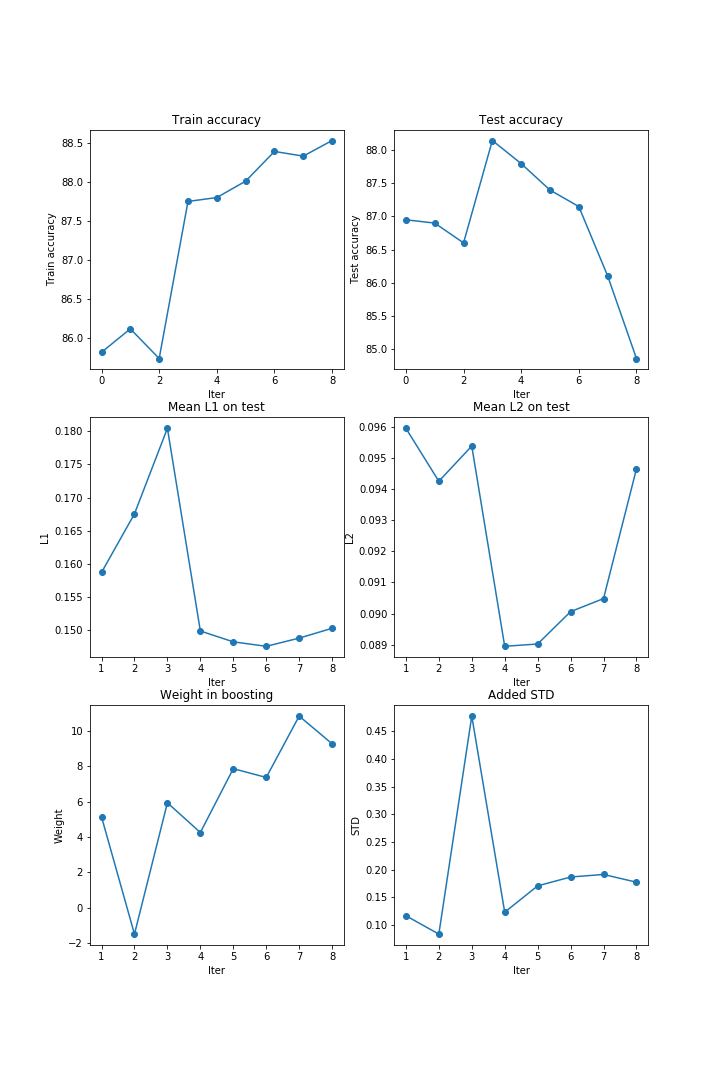 Train accuracy
Train accuracy
88.5
88.0
87.5
87.0
86.5
86.0
0 2 4 6 8
Iter
Test accuracy
Test accuracy
88.0
87.5
87.0
86.5
86.0
85.5
85.0
0 2 4 6 8
Iter
Mean L1 on test
L1
0.180
0.175
0.170
0.165
0.160
0.155
0.150
1 2 3 4 5 6 7 8
Iter
Mean L2 on test
L2
0.096
0.095
0.094
0.093
0.092
0.091
0.090
0.089
1 2 3 4 5 6 7 8
Iter
Weight in boosting
Weight
10
8
6
4
2
0
−2
1 2 3 4 5 6 7 8
Iter
Added STD
STD
0.45
0.40
0.35
0.30
0.25
0.20
0.15
0.10
1 2 3 4 5 6 7 8
Iter